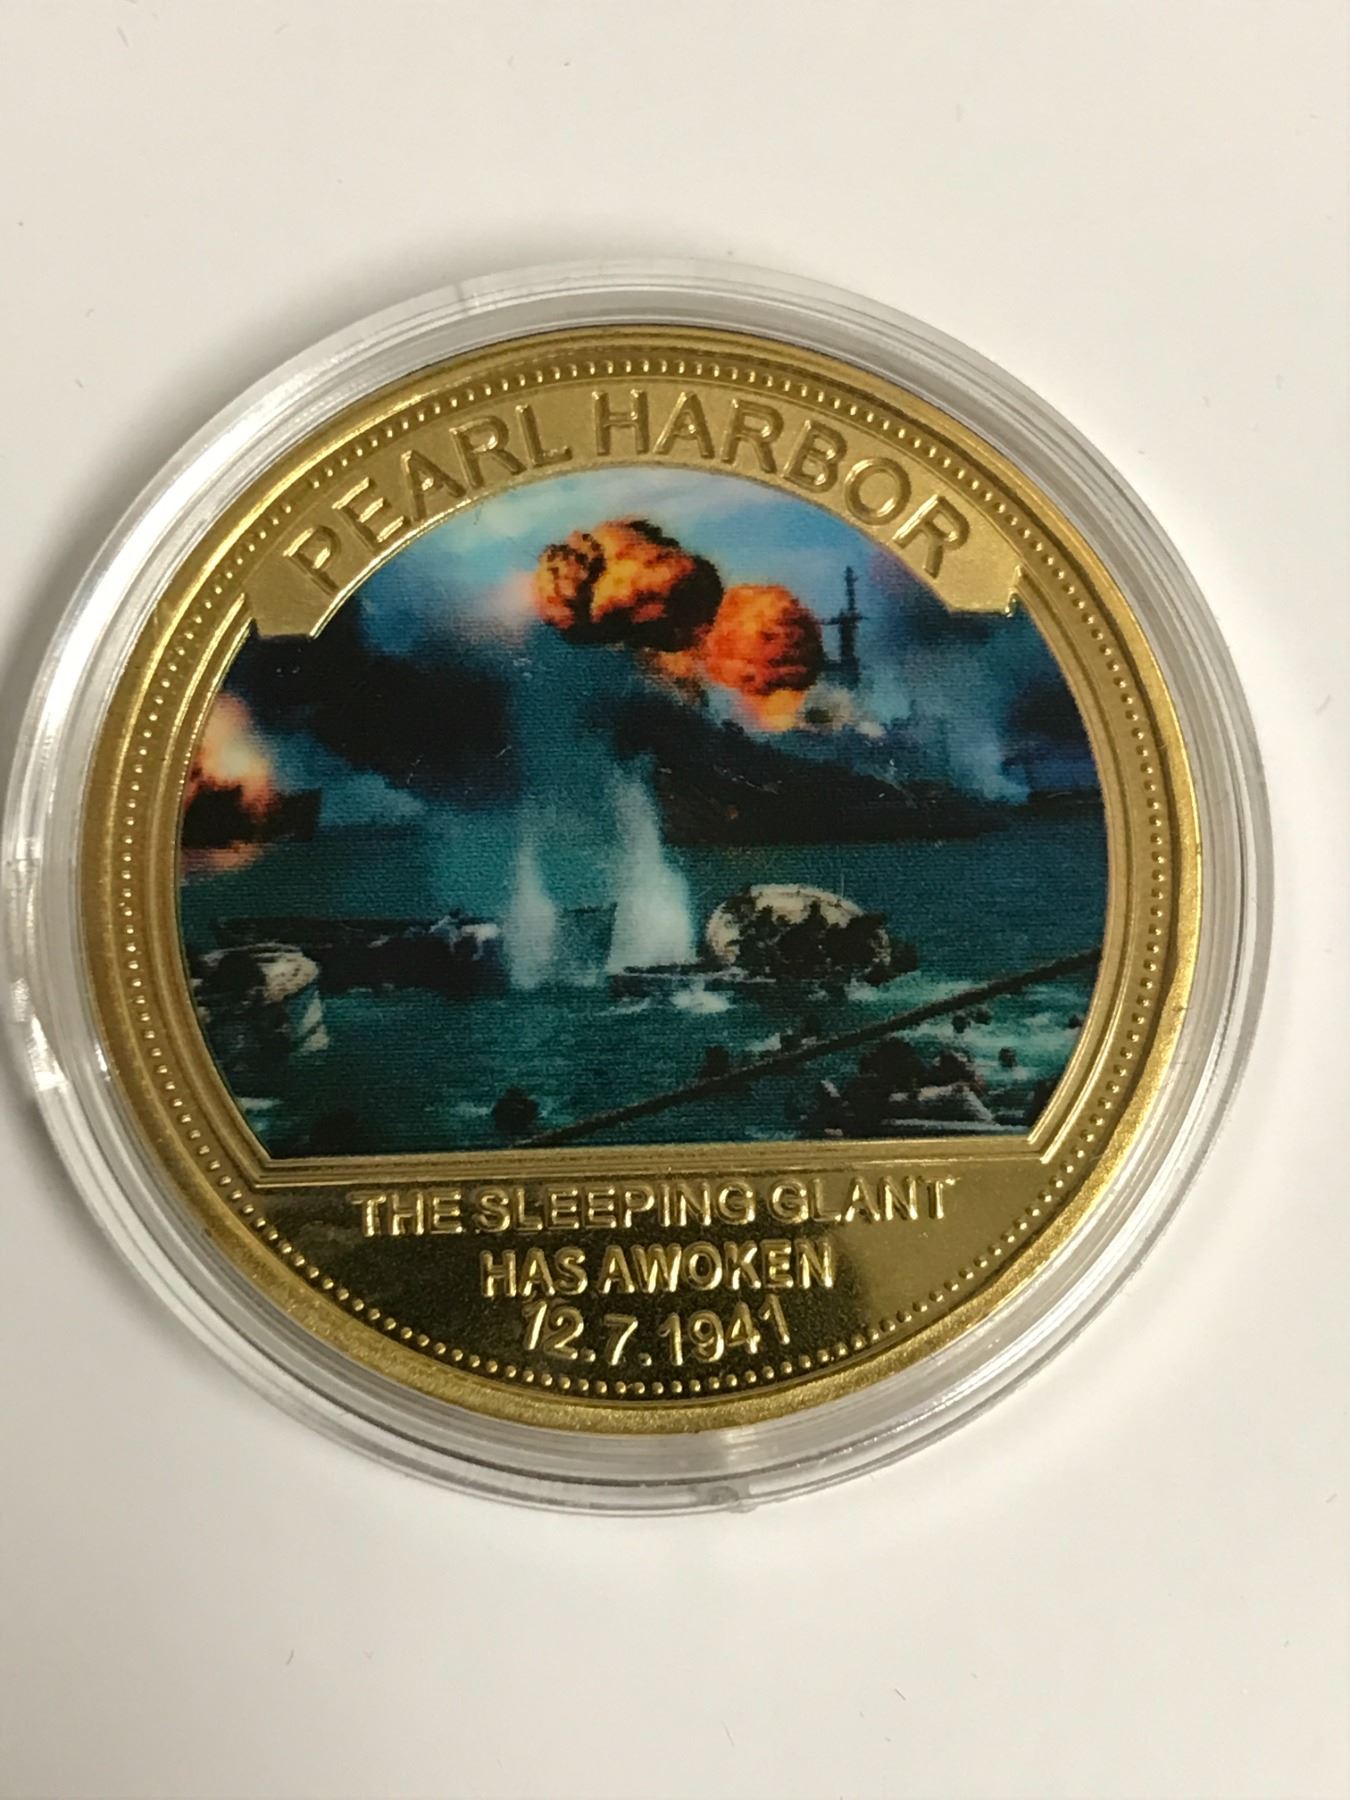 PEARL HARBOR
THE SLEEPING GLANT
HAS AWOKEN
12.7.1941